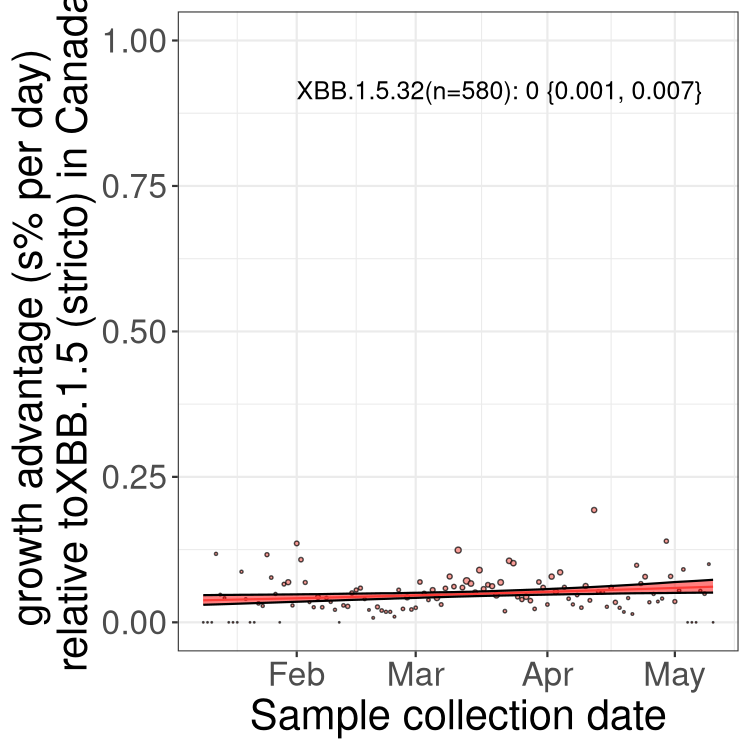 growth advantage (s% per day)
relative toXBB.1.5 (stricto) in Canada
1.00
0.75
0.50
0.25
0.00
XBB.1.5.32(n=580): 0 {0.001, 0.007}
Feb Mar Apr May
Sample collection date